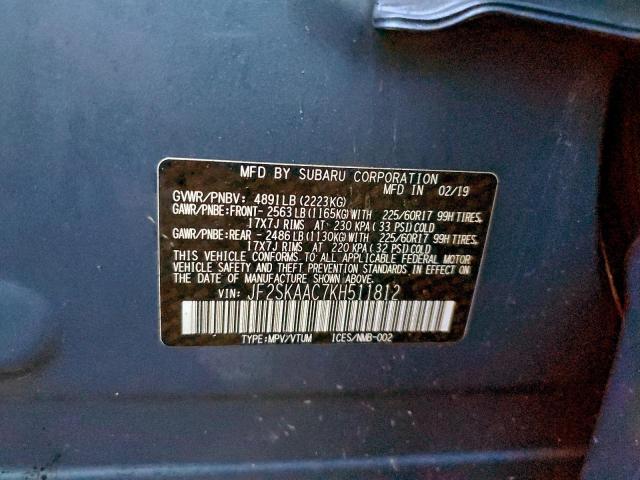 MFD BY SUBARU CORPORATION
MFD IN 02/19
GVWR/PNBV: 4891LB(2223KG)
GAWR/PNBE:FRONT- 2563LB(1165KG)WITH 225/60R17 99H TIRES,
17X7J RIMS AT 230 KPA(33 PSI)COLD
GAWR/PNBE:REAR - 2486LB(1130KG)WITH 225/60R17 99H TIRES,
17X7J RIMS AT 220 KPA(32 PSI)COLD
THIS VEHICLE CONFORMS TO ALL APPLICABLE FEDERAL MOTOR
VEHICLE SAFETY AND THEFT PREVENTION STANDARDS IN EFFECT ON
THE DATE OF MANUFACTURE SHOWN ABOVE.
VIN: JF2SKAAC7KH511812
TYPE:MPV/VTUM ICES/NMB-002